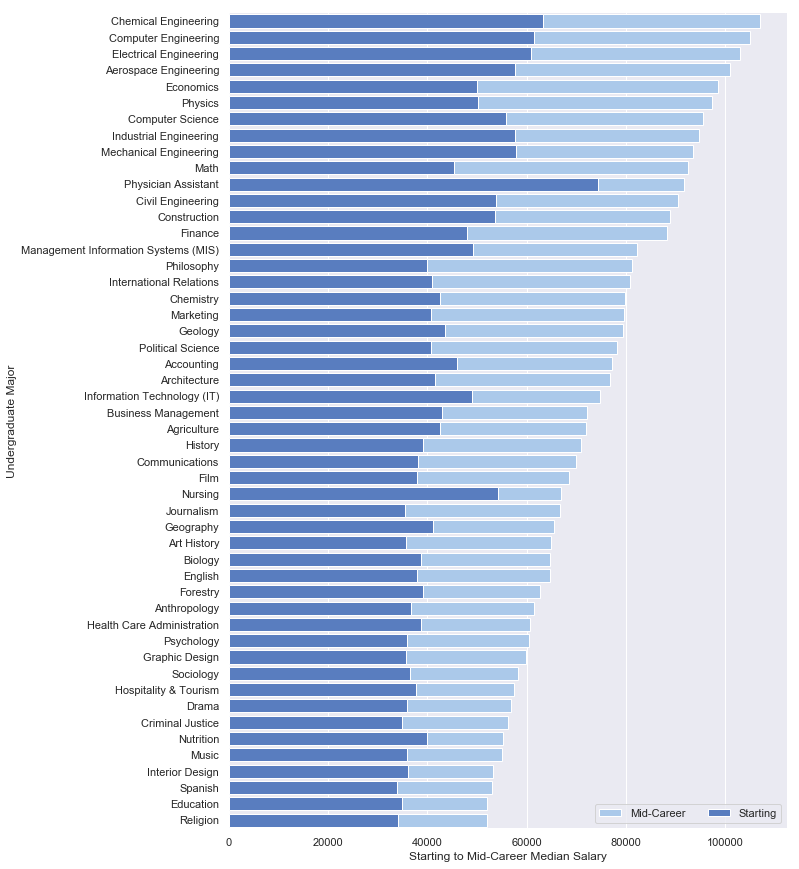 Chemical Engineering
Computer Engineering
Electrical Engineering
Aerospace Engineering
Economics
Physics
Computer Science
Industrial Engineering
Mechanical Engineering
Math
Physician Assistant
Civil Engineering
Construction
Finance
Management Information Systems (MIS)
Philosophy
International Relations
Chemistry
Marketing
Geology
Political Science
Accounting
Architecture
Information Technology (IT)
Business Management
Agriculture
History
Communications
Film
Nursing
Journalism
Geography
Art History
Biology
English
Forestry
Anthropology
Health Care Administration
Psychology
Graphic Design
Sociology
Hospitality & Tourism
Drama
Criminal Justice
Nutrition
Music
Interior Design
Spanish
Education
Religion
Undergraduate Major
Mid-Career Starting
0 20000 40000 60000 80000 100000
Starting to Mid-Career Median Salary